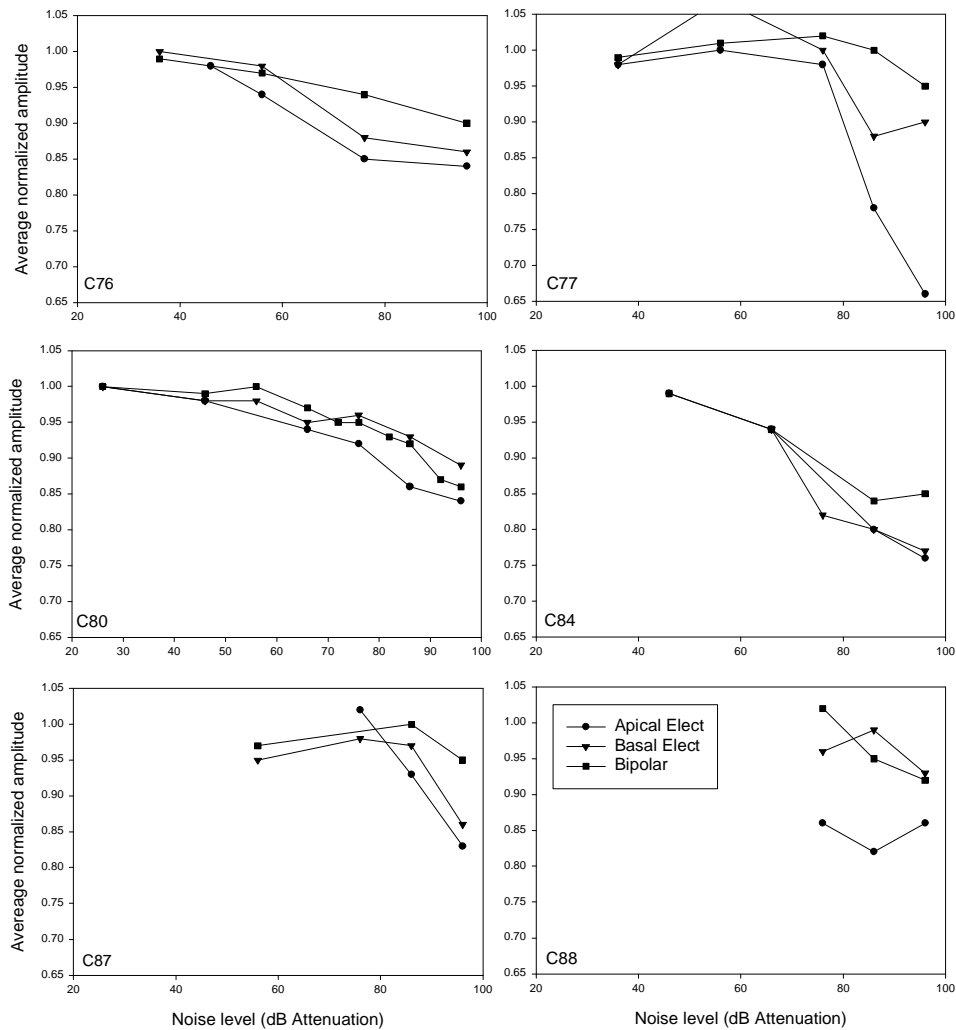 1.05
1.00
0.95
0.90
0.85
0.80
0.75
0.70
0.65
Average normalized amplitude
C76
20 40 60 80 100
1.05
1.00
0.95
0.90
0.85
0.80
0.75
0.70
0.65
C77
20 40 60 80 100
1.05
1.00
0.95
0.90
0.85
0.80
0.75
0.70
0.65
Average normalized amplitude
C80
20 30 40 50 60 70 80 90 100
1.05
1.00
0.95
0.90
0.85
0.80
0.75
0.70
0.65
C84
20 40 60 80 100
1.05
1.00
0.95
0.90
0.85
0.80
0.75
0.70
0.65
Avereage normalized amplitude
C87
20 40 60 80 100
Noise level (dB Attenuation)
1.05
1.00
0.95
0.90
0.85
0.80
0.75
0.70
0.65
Apical Elect
Basal Elect
Bipolar
C88
20 40 60 80 100
Noise level (dB Attenuation)